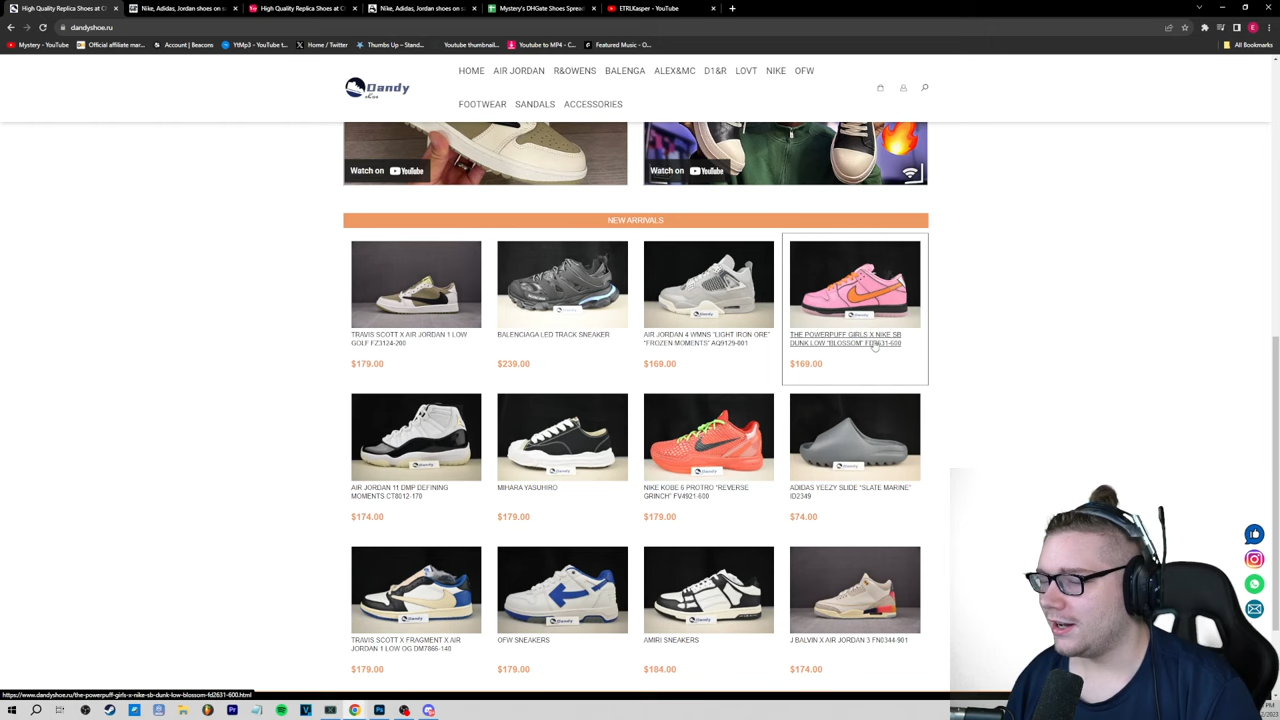 High Quality Replica Shoes at C
Nike, Adidas, Jordan shoes on s
High Quality Replica Shoes at C
Nike, Adidas, Jordan shoes on s
Mystery's DHGate Shoes Spread
ETRLKasper - YouTube
dandyshoe.ru
Mystery - YouTube
Official affiliate mar...
Account | Beacons
YtMp3 - YouTube t...
Home / Twitter
Thumbs Up – Stand...
Youtube thumbnail...
Youtube to MP4 - C...
Featured Music - O...
All Bookmarks
Dandy
HOME AIR JORDAN R&OWENS BALENGA ALEX&MC D1&R LOVT NIKE OFW
FOOTWEAR SANDALS ACCESSORIES
Watch on YouTube
Watch on YouTube
NEW ARRIVALS
TRAVIS SCOTT X AIR JORDAN 1 LOW
GOLF FZ3124-200
$179.00
BALENCIAGA LED TRACK SNEAKER
$239.00
AIR JORDAN 4 WMNS "LIGHT IRON ORE"
"FROZEN MOMENTS" AQ9129-001
$169.00
THE POWERPUFF GIRLS X NIKE SB
DUNK LOW "BLOSSOM" FD2631-600
$169.00
AIR JORDAN 11 DMP DEFINING
MOMENTS CT8012-170
$174.00
MIHARA YASUHIRO
$179.00
NIKE KOBE 6 PROTRO "REVERSE
GRINCH" FV4921-600
$179.00
ADIDAS YEEZY SLIDE "SLATE MARINE"
ID2349
$74.00
TRAVIS SCOTT X FRAGMENT X AIR
JORDAN 1 LOW OG DM7866-140
$179.00
OFW SNEAKERS
$179.00
AMIRI SNEAKERS
$184.00
J BALVIN X AIR JORDAN 3 FN0344-901
$174.00
https://www.dandyshoe.ru/the-powerpuff-girls-x-nike-sb-dunk-low-blossom-fd2631-600.html
PM